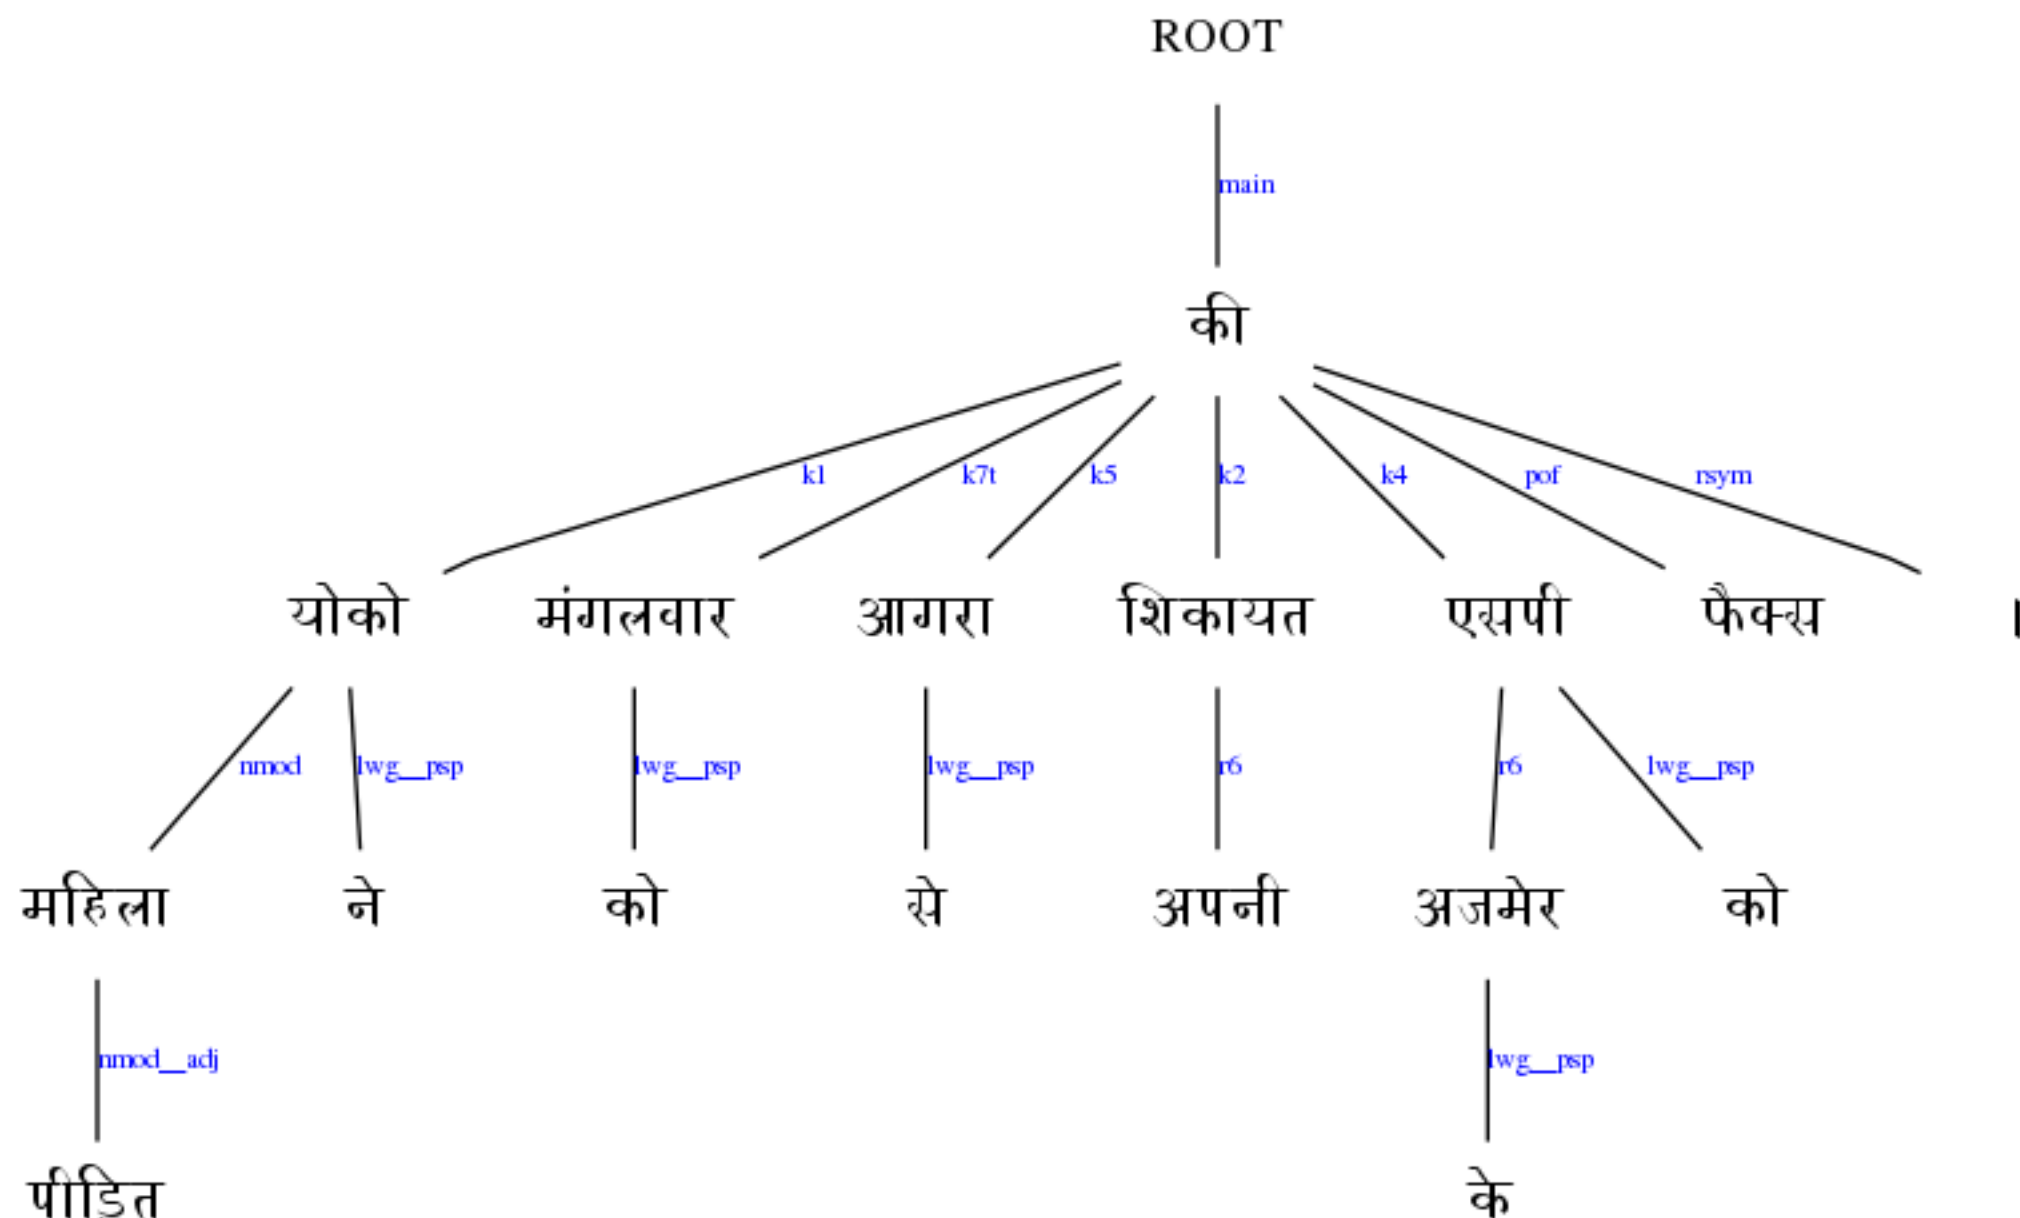 ROOT
main
की
k1 k7t k5 k2 k4 pof rsym
योको मंगलवार आगरा शिकायत एसपी फैक्स ।
nmod lwg__psp lwg__psp lwg__psp r6 r6 lwg__psp
महिला ने को से अपनी अजमेर को
nmod__adj lwg__psp
पीडित के